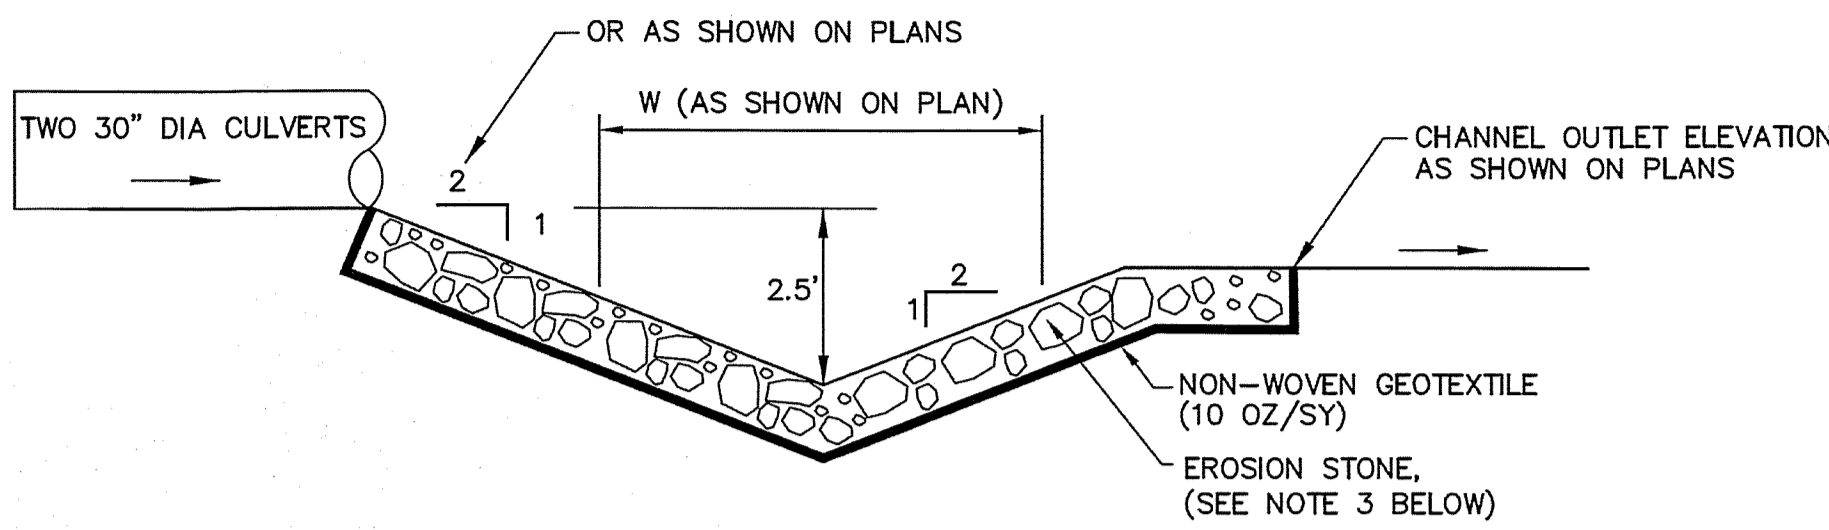 OR AS SHOWN ON PLANS
W (AS SHOWN ON PLAN)
TWO 30" DIA CULVERTS
CHANNEL OUTLET ELEVATION
AS SHOWN ON PLANS
2
1
2.5'
2
1
NON-WOVEN GEOTEXTILE
(10 OZ/SY)
EROSION STONE,
(SEE NOTE 3 BELOW)